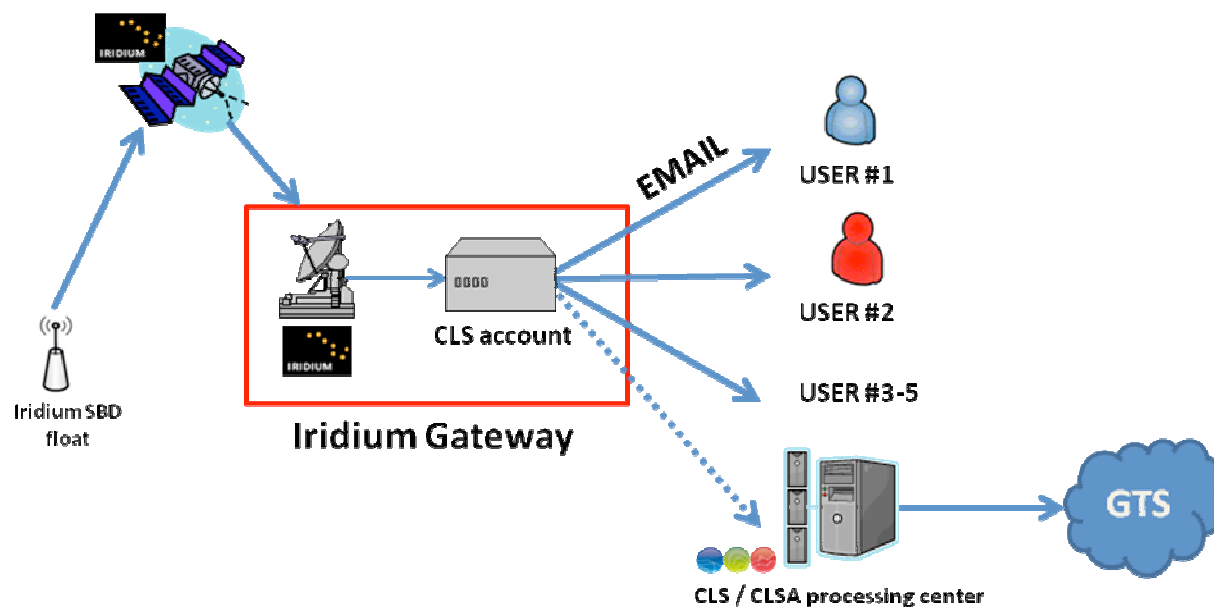 IRIDIUM
EMAIL
USER #1
USER #2
CLS account
IRIDIUM
USER #3-5
Iridium SBD
float
Iridium Gateway
GTS
CLS / CLSA processing center